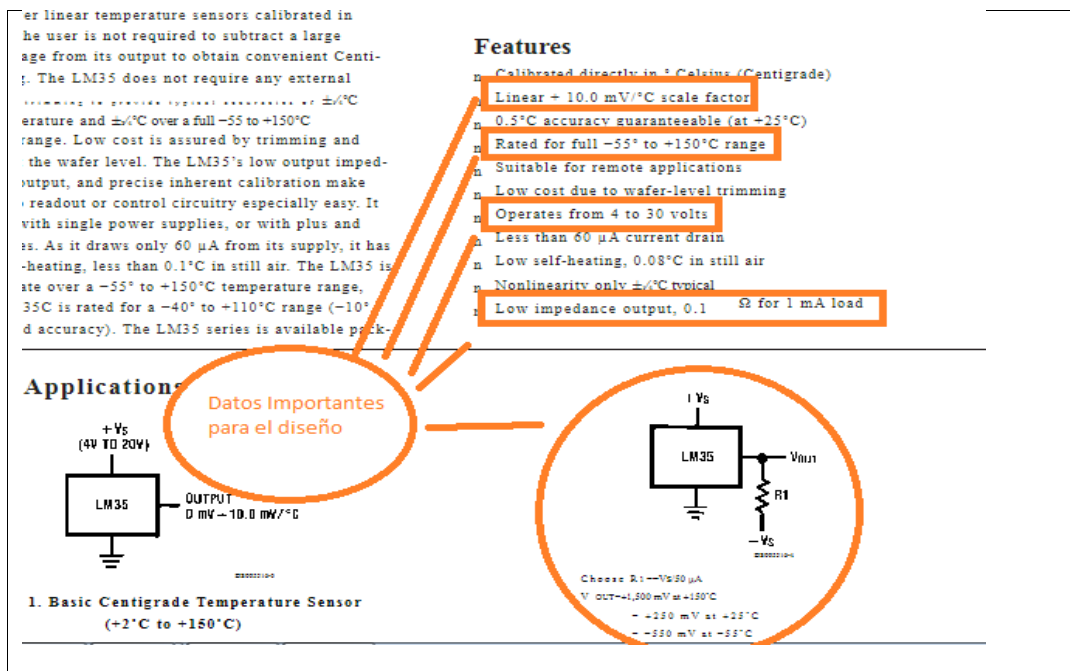 er linear temperature sensors calibrated in
he user is not required to subtract a large
age from its output to obtain convenient Centi-
. The LM35 does not require any external
erature and ±¼°C over a full −55 to +150°C
range. Low cost is assured by trimming and
the wafer level. The LM35's low output imped-
output, and precise inherent calibration make
readout or control circuitry especially easy. It
with single power supplies, or with plus and
es. As it draws only 60 µA from its supply, it has
-heating, less than 0.1°C in still air. The LM35 is
ate over a −55° to +150°C temperature range,
35C is rated for a −40° to +110°C range (−10°
d accuracy). The LM35 series is available pack-
Features
n Calibrated directly in ° Celsius (Centigrade)
n Linear + 10.0 mV/°C scale factor
n 0.5°C accuracy guaranteeable (at +25°C)
n Rated for full −55° to +150°C range
n Suitable for remote applications
n Low cost due to wafer-level trimming
n Operates from 4 to 30 volts
n Less than 60 µA current drain
n Low self-heating, 0.08°C in still air
n Nonlinearity only ±¼°C typical
n Low impedance output, 0.1 Ω for 1 mA load
Applications
Datos Importantes
para el diseño
+VS
(4V TO 20V)
LM35
OUTPUT
0 mV + 10.0 mV/°C
1. Basic Centigrade Temperature Sensor
(+2°C to +150°C)
+VS
LM35
VOUT
R1
−VS
Choose R1=−VS/50 µA
V OUT=+1,500 mV at +150°C
= +250 mV at +25°C
= −550 mV at −55°C